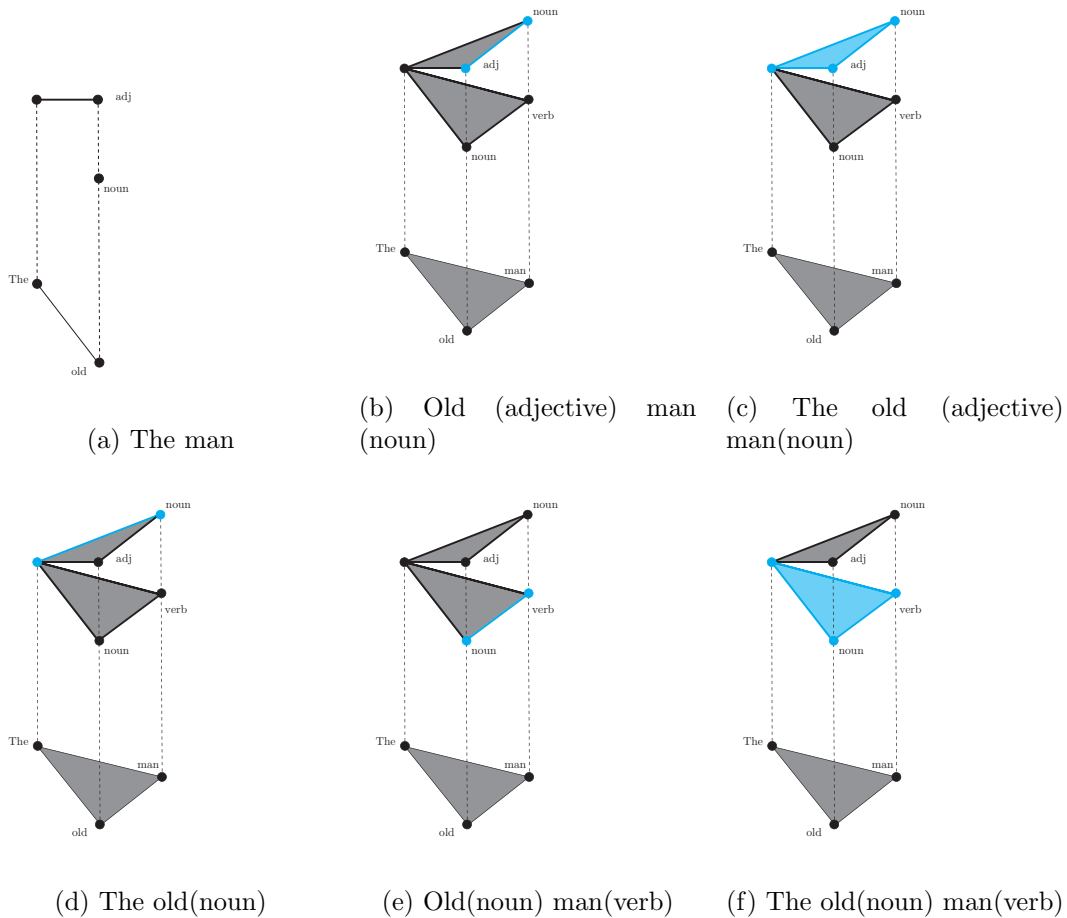 adj
noun
The
old
(a) The man
noun
adj
verb
noun
The
man
old
(b) Old (adjective) man
(noun)
noun
adj
verb
noun
The
man
old
(c) The old (adjective)
man(noun)
noun
adj
verb
noun
The
man
old
(d) The old(noun)
noun
adj
verb
noun
The
man
old
(e) Old(noun) man(verb)
noun
adj
verb
noun
The
man
old
(f) The old(noun) man(verb)